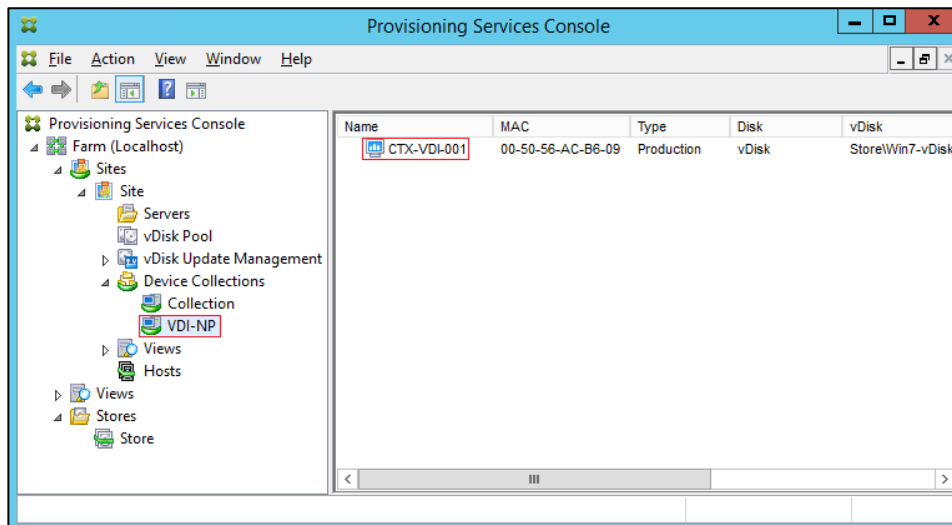 Provisioning Services Console
File Action View Window Help
Provisioning Services Console
Farm (Localhost)
Sites
Site
Servers
vDisk Pool
vDisk Update Management
Device Collections
Collection
VDI-NP
Views
Hosts
Views
Stores
Store
Name MAC Type Disk vDisk
CTX-VDI-001 00-50-56-AC-B6-09 Production vDisk Store\Win7-vDisk